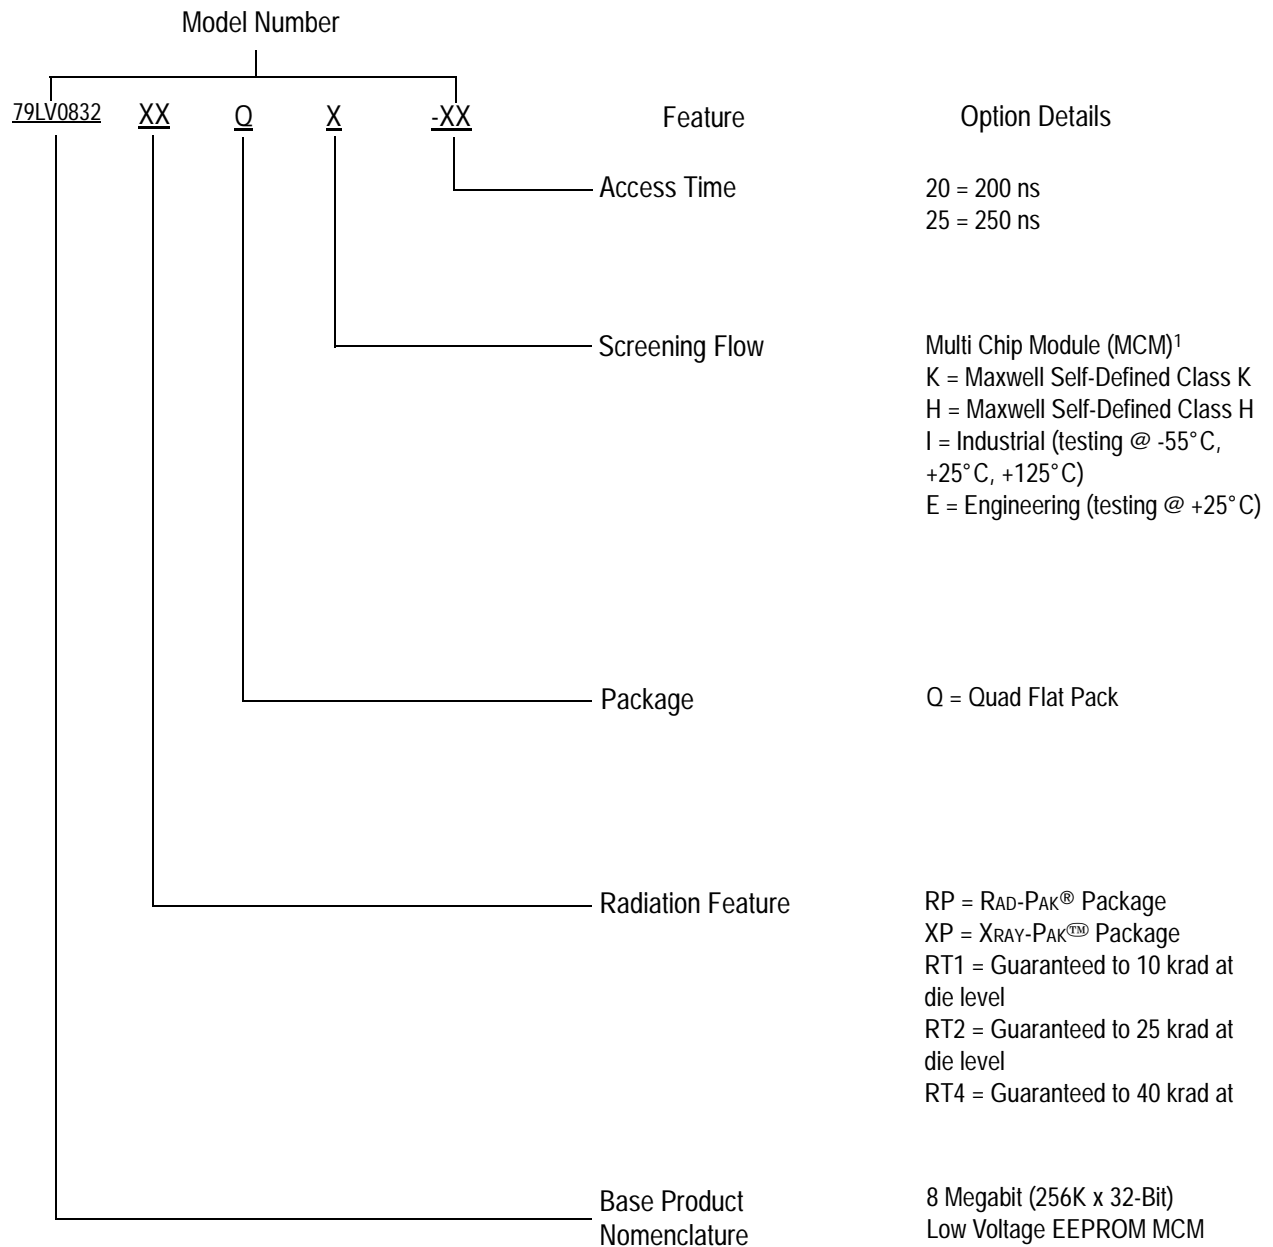 Model Number
79LV0832 XX Q X -XX Feature Option Details
Access Time 20 = 200 ns
25 = 250 ns
Screening Flow Multi Chip Module (MCM)¹
K = Maxwell Self-Defined Class K
H = Maxwell Self-Defined Class H
I = Industrial (testing @ -55°C,
+25°C, +125°C)
E = Engineering (testing @ +25°C)
Package Q = Quad Flat Pack
Radiation Feature RP = RAD-PAK® Package
XP = XRAY-PAK™ Package
RT1 = Guaranteed to 10 krad at
die level
RT2 = Guaranteed to 25 krad at
die level
RT4 = Guaranteed to 40 krad at
Base Product 8 Megabit (256K x 32-Bit)
Nomenclature Low Voltage EEPROM MCM